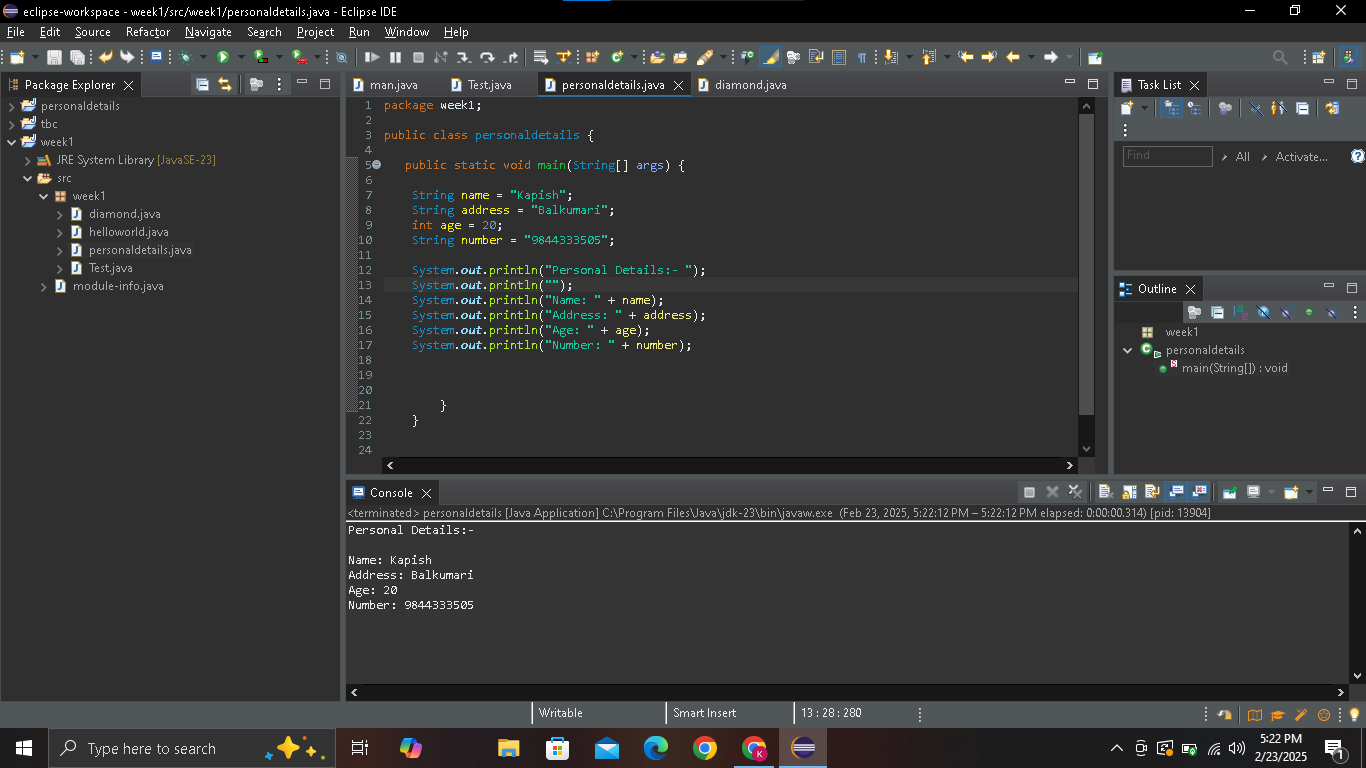 eclipse-workspace - week1/src/week1/personaldetails.java - Eclipse IDE
File Edit Source Refactor Navigate Search Project Run Window Help
Package Explorer
personaldetails
tbc
week1
JRE System Library [JavaSE-23]
src
week1
diamond.java
helloworld.java
personaldetails.java
Test.java
module-info.java
man.java Test.java personaldetails.java diamond.java
1 package week1;
2
3 public class personaldetails {
4
5 public static void main(String[] args) {
6
7 String name = "Kapish";
8 String address = "Balkumari";
9 int age = 20;
10 String number = "9844333505";
11
12 System.out.println("Personal Details:- ");
13 System.out.println("");
14 System.out.println("Name: " + name);
15 System.out.println("Address: " + address);
16 System.out.println("Age: " + age);
17 System.out.println("Number: " + number);
18
19
20
21 }
22 }
23
24
Task List
Find All Activate...
Outline
week1
personaldetails
main(String[]) : void
Console
<terminated> personaldetails [Java Application] C:\Program Files\Java\jdk-23\bin\javaw.exe (Feb 23, 2025, 5:22:12 PM – 5:22:12 PM elapsed: 0:00:00.314) [pid: 13904]
Personal Details:-
Name: Kapish
Address: Balkumari
Age: 20
Number: 9844333505
Writable Smart Insert 13 : 28 : 280
Type here to search
K
5:22 PM
2/23/2025
1